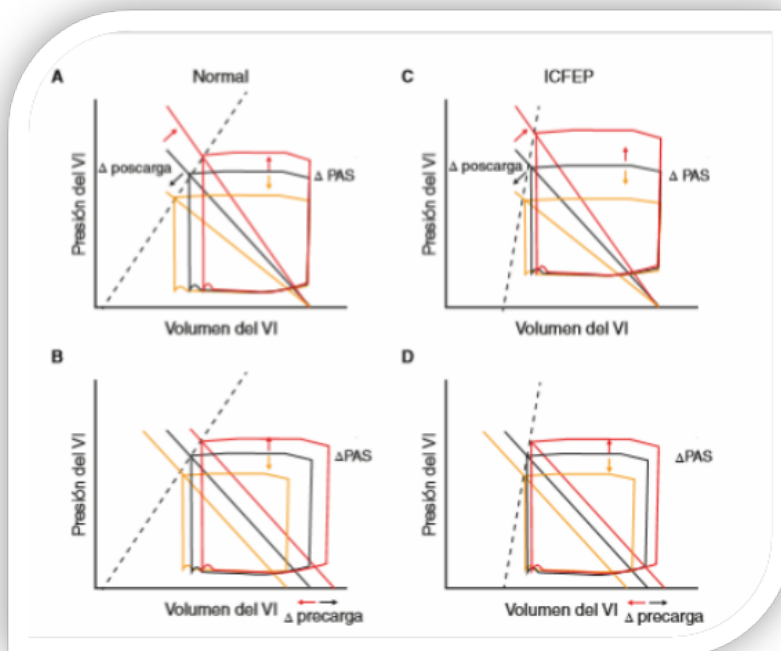 A
Normal
Presión del VI
Δ poscarga
Δ PAS
Volumen del VI
C
ICFEP
Presión del VI
Δ poscarga
Δ PAS
Volumen del VI
B
Presión del VI
ΔPAS
Volumen del VI
Δ precarga
D
Presión del VI
ΔPAS
Volumen del VI
Δ precarga